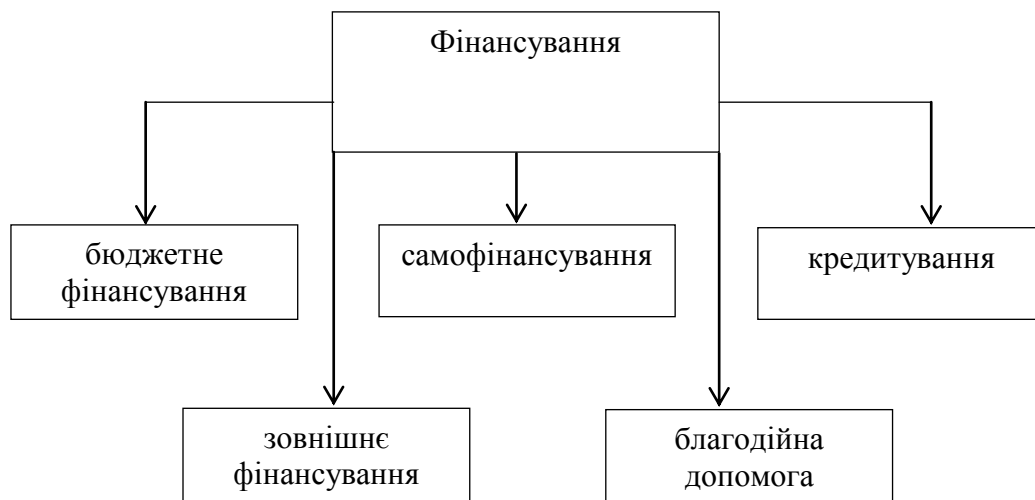 Фінансування
бюджетне
фінансування
самофінансування
кредитування
зовнішнє
фінансування
благодійна
допомога